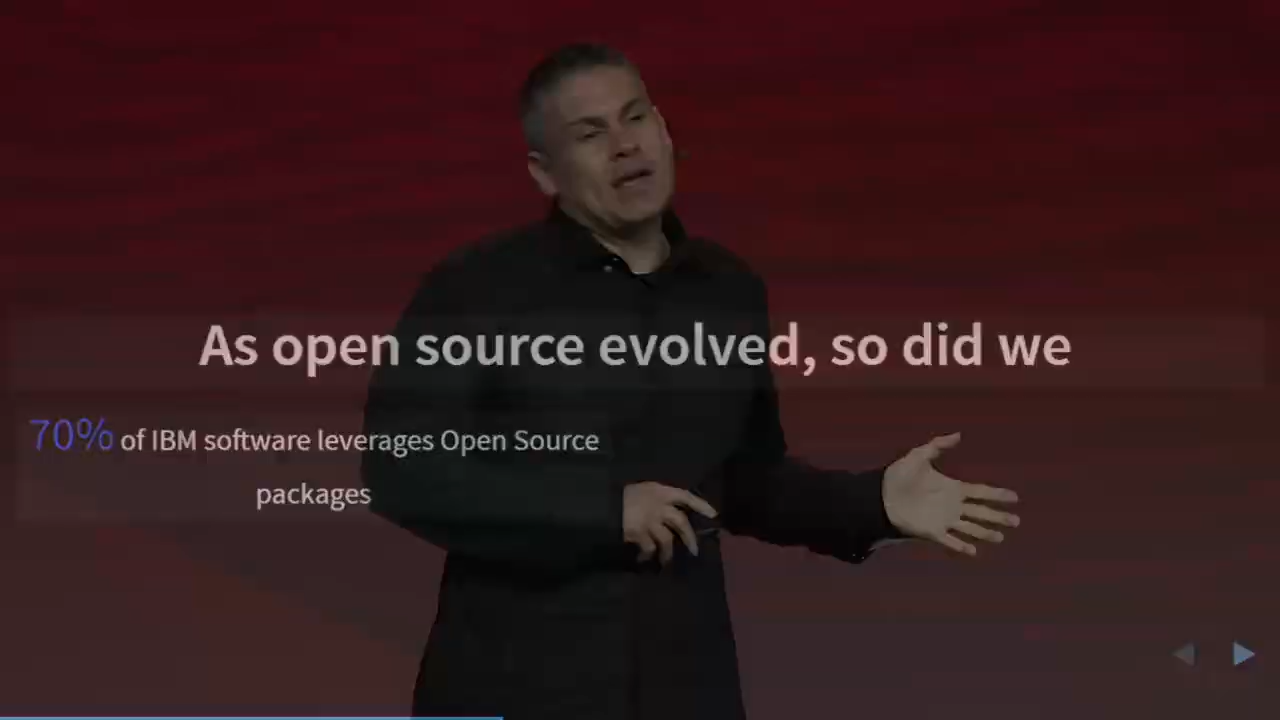 As open source evolved, so did we
70% of IBM software leverages Open Source
packages